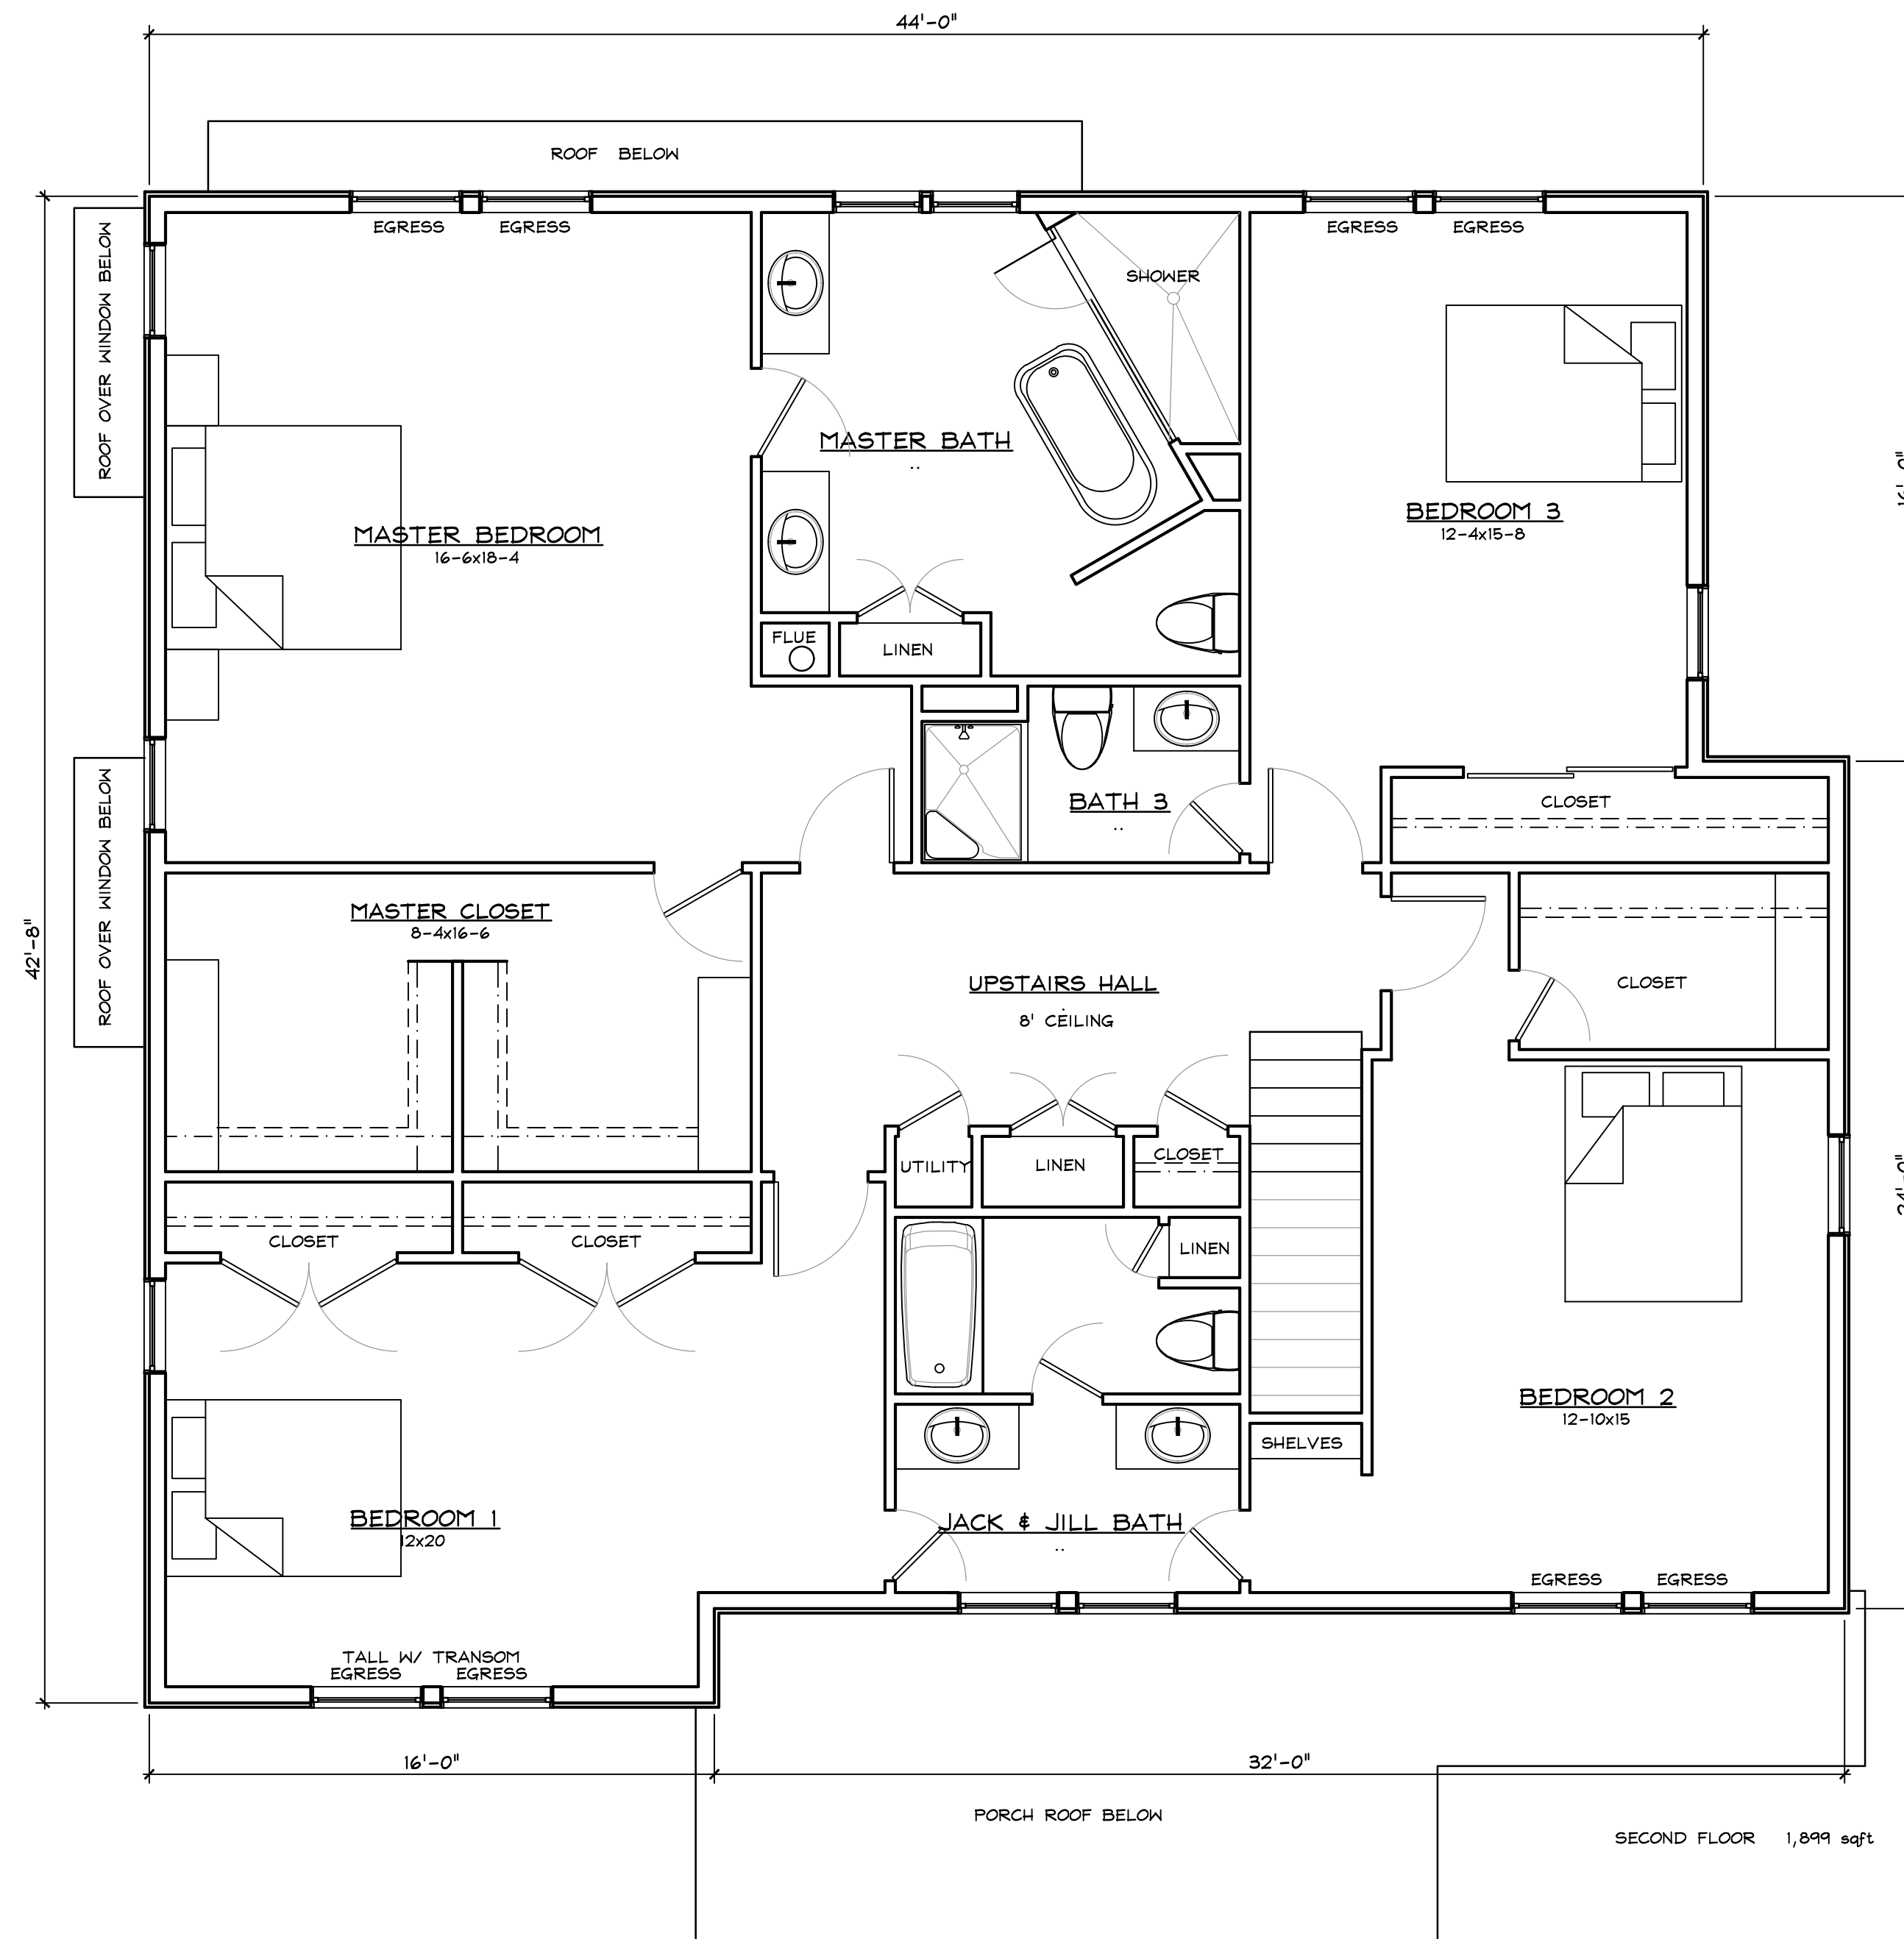 44'-0"
ROOF BELOW
EGRESS EGRESS
EGRESS EGRESS
ROOF OVER WINDOW BELOW
SHOWER
MASTER BATH
MASTER BEDROOM
16-6x18-4
BEDROOM 3
12-4x15-8
16'-0"
FLUE
LINEN
BATH 3
CLOSET
ROOF OVER WINDOW BELOW
42'-8"
MASTER CLOSET
8-4x16-6
UPSTAIRS HALL
8' CEILING
CLOSET
UTILITY
LINEN
CLOSET
24'-0"
CLOSET
CLOSET
LINEN
BEDROOM 2
12-10x15
SHELVES
BEDROOM 1
12x20
JACK & JILL BATH
EGRESS EGRESS
TALL W/ TRANSOM
EGRESS EGRESS
16'-0"
32'-0"
PORCH ROOF BELOW
SECOND FLOOR 1,899 sqft